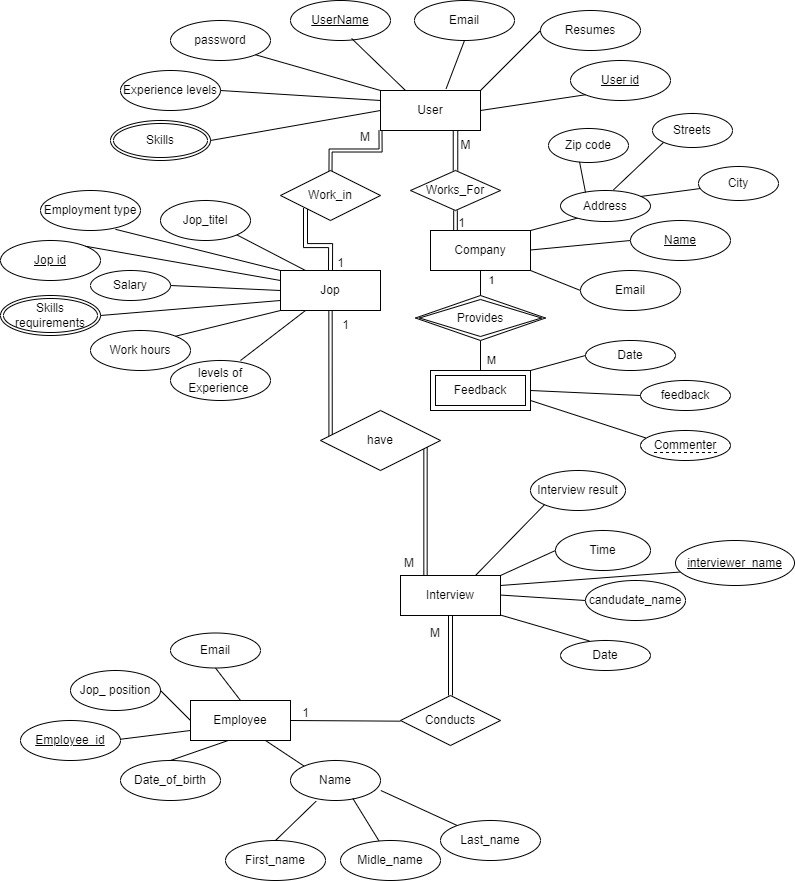 UserName
Email
Resumes
password
Experience levels
User id
User
Skills
M
M
Zip code
Streets
Work_in
Works_For
Address
City
Employment type
Jop_titel
1
Company
Name
Jop id
1
Salary
Jop
1
Email
Skills
requirements
1
Provides
Work hours
M
Date
levels of
Experience
Feedback
feedback
have
Commenter
Interview result
Time
M
interviewer_name
Interview
candudate_name
M
Date
Email
Jop_ position
1
Employee
Conducts
Employee_id
Date_of_birth
Name
First_name
Midle_name
Last_name